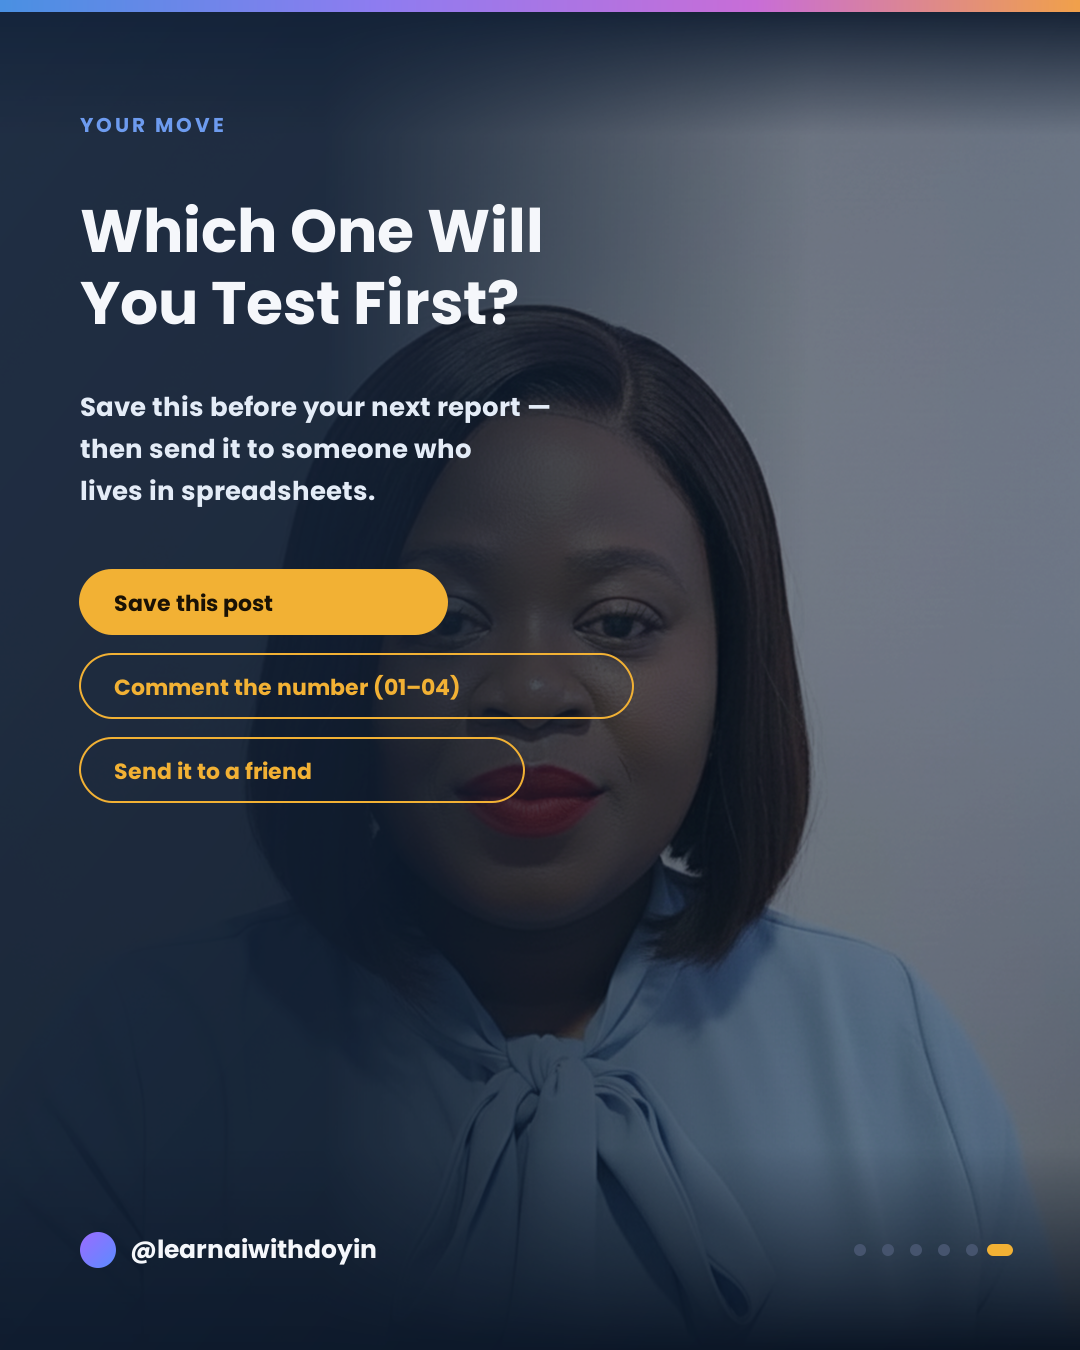 YOUR MOVE
Which One Will
You Test First?
Save this before your next report —
then send it to someone who
lives in spreadsheets.
Save this post
Comment the number (01–04)
Send it to a friend
@learnaiwithdoyin